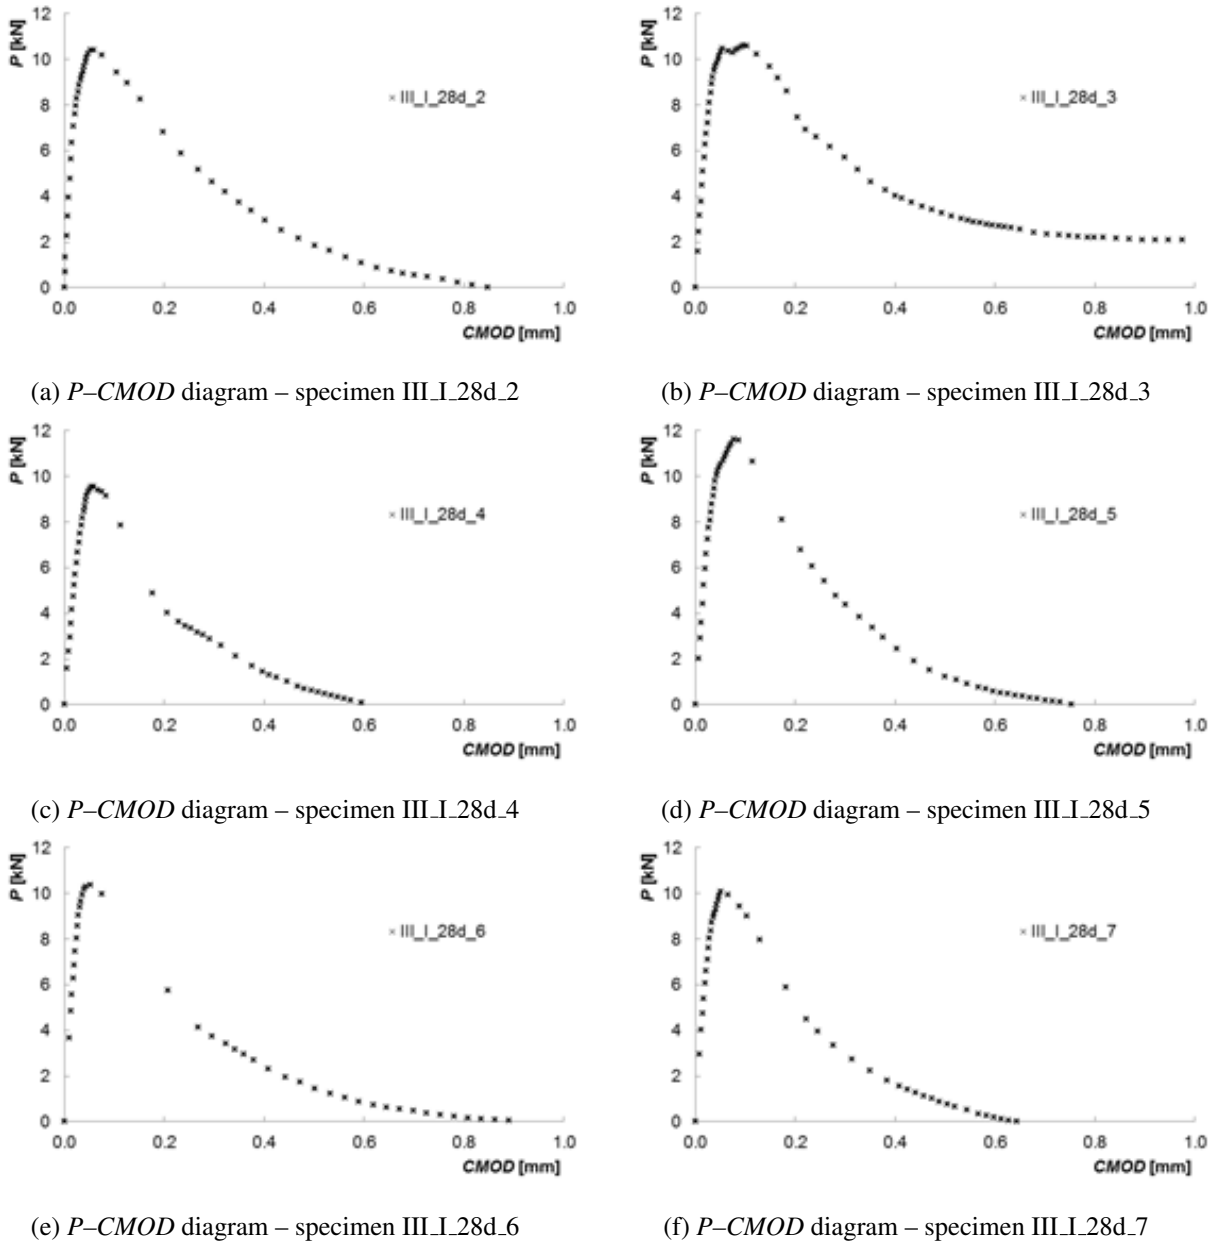 12
P [kN]
10
8
6
4
2
0
× III_I_28d_2
0.0 0.2 0.4 0.6 0.8 1.0
CMOD [mm]
12
P [kN]
10
8
6
4
2
0
× III_I_28d_3
0.0 0.2 0.4 0.6 0.8 1.0
CMOD [mm]
(a) P–CMOD diagram – specimen III_I_28d_2
(b) P–CMOD diagram – specimen III_I_28d_3
12
P [kN]
10
8
6
4
2
0
× III_I_28d_4
0.0 0.2 0.4 0.6 0.8 1.0
CMOD [mm]
12
P [kN]
10
8
6
4
2
0
× III_I_28d_5
0.0 0.2 0.4 0.6 0.8 1.0
CMOD [mm]
(c) P–CMOD diagram – specimen III_I_28d_4
(d) P–CMOD diagram – specimen III_I_28d_5
12
P [kN]
10
8
6
4
2
0
× III_I_28d_6
0.0 0.2 0.4 0.6 0.8 1.0
CMOD [mm]
12
P [kN]
10
8
6
4
2
0
× III_I_28d_7
0.0 0.2 0.4 0.6 0.8 1.0
CMOD [mm]
(e) P–CMOD diagram – specimen III_I_28d_6
(f) P–CMOD diagram – specimen III_I_28d_7